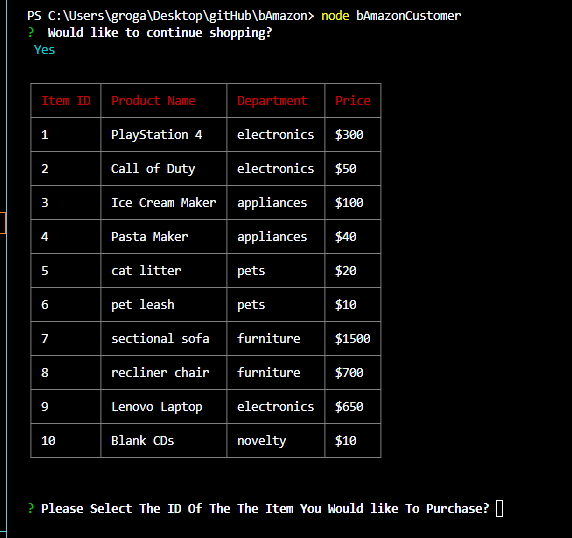 PS C:\Users\groga\Desktop\gitHub\bAmazon> node bAmazonCustomer
? Would like to continue shopping?
Yes
Item ID Product Name Department Price
1 PlayStation 4 electronics $300
2 Call of Duty electronics $50
3 Ice Cream Maker appliances $100
4 Pasta Maker appliances $40
5 cat litter pets $20
6 pet leash pets $10
7 sectional sofa furniture $1500
8 recliner chair furniture $700
9 Lenovo Laptop electronics $650
10 Blank CDs novelty $10
? Please Select The ID Of The The Item You Would like To Purchase?